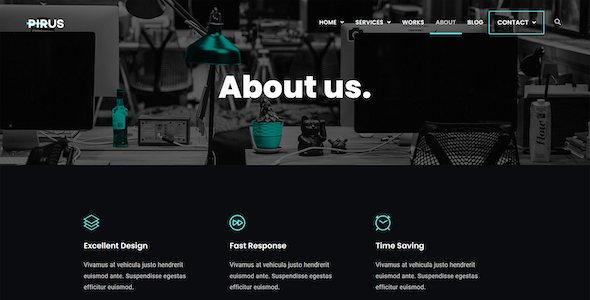 PIRUS
HOME SERVICES WORKS ABOUT BLOG CONTACT
About us.
Excellent Design
Vivamus at vehicula justo hendrerit
euismod ante. Suspendisse egestas
efficitur euismod.
Fast Response
Vivamus at vehicula justo hendrerit
euismod ante. Suspendisse egestas
efficitur euismod.
Time Saving
Vivamus at vehicula justo hendrerit
euismod ante. Suspendisse egestas
efficitur euismod.